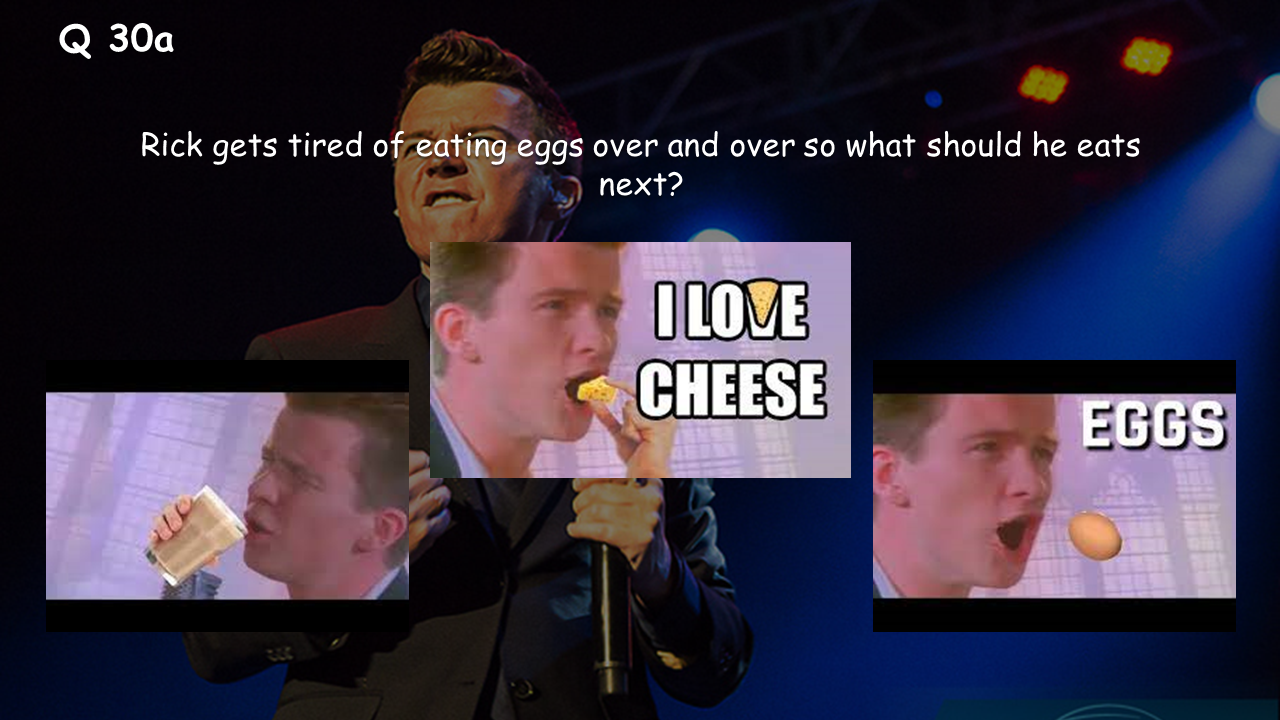 Q 30a
Rick gets tired of eating eggs over and over so what should he eats
next?
I LOVE
CHEESE
EGGS